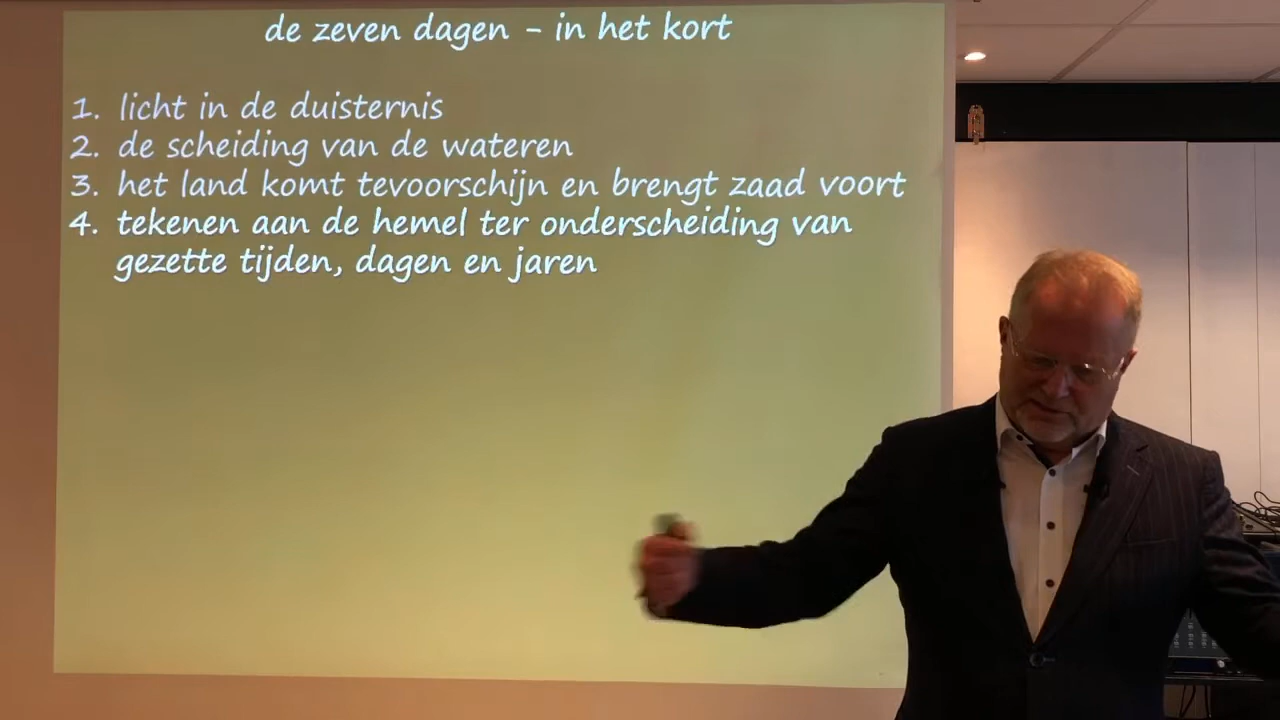 de zeven dagen - in het kort
1. licht in de duisternis
2. de scheiding van de wateren
3. het land komt tevoorschijn en brengt zaad voort
4. tekenen aan de hemel ter onderscheiding van
gezette tijden, dagen en jaren